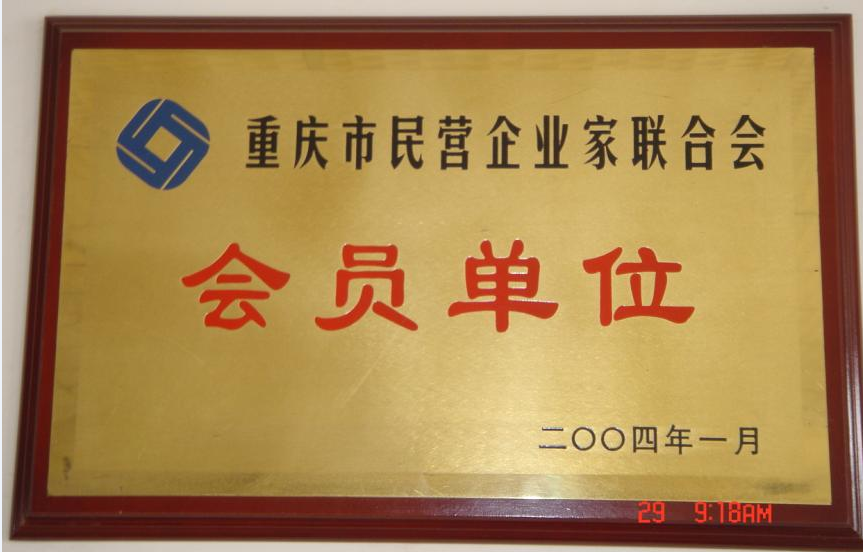 重庆市民营企业家联合会
会员单位
二〇〇四年一月
29 9:18AM